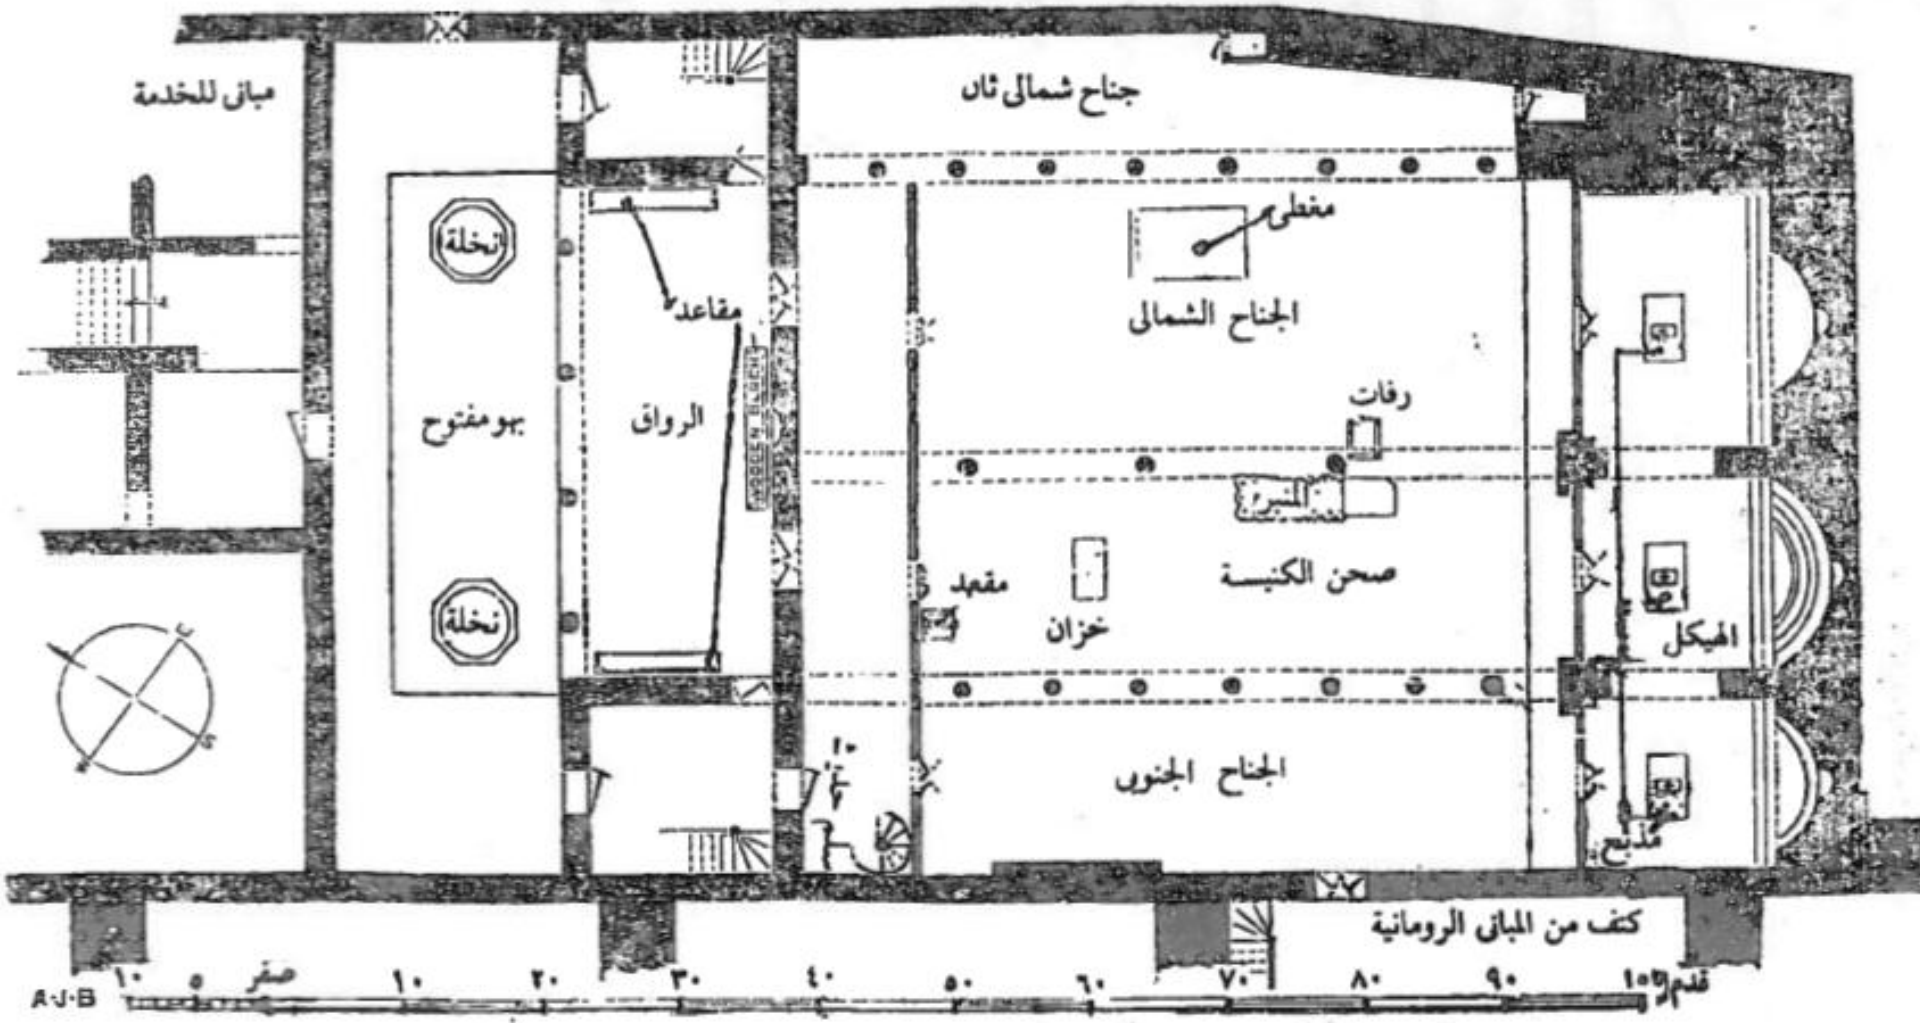 مبانى للخدمة
جناح شمالى ثان
نخلة
مغطى
مقاعد
الجناح الشمالى
رفات
بهو مفتوح
الرواق
WOODEN BENCH
المنبر
صحن الكنيسة
مقعد
خزان
نخلة
الهيكل
الجناح الجنوبى
مذبح
كتف من المبانى الرومانية
١٠ ٥ صفر ١٠ ٢٠ ٣٠ ٤٠ ٥٠ ٦٠ ٧٠ ٨٠ ٩٠ ١٠٠ قدم
A·J·B